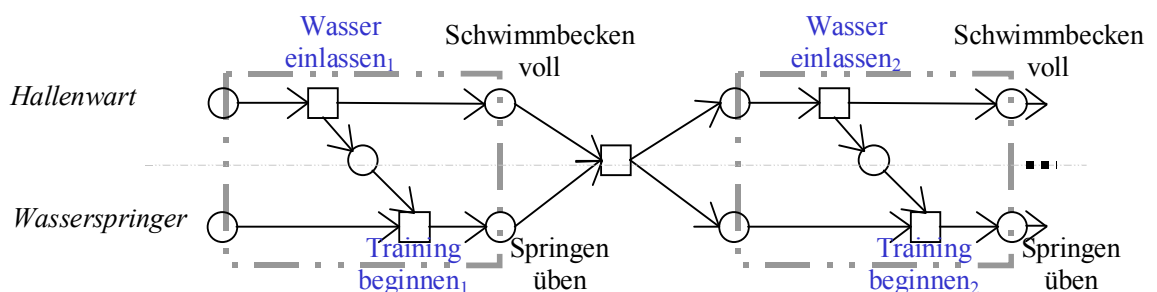 Wasser
einlassen₁
Schwimmbecken
voll
Wasser
einlassen₂
Schwimmbecken
voll
Hallenwart
Wasserspringer
Training
beginnen₁
Springen
üben
Training
beginnen₂
Springen
üben